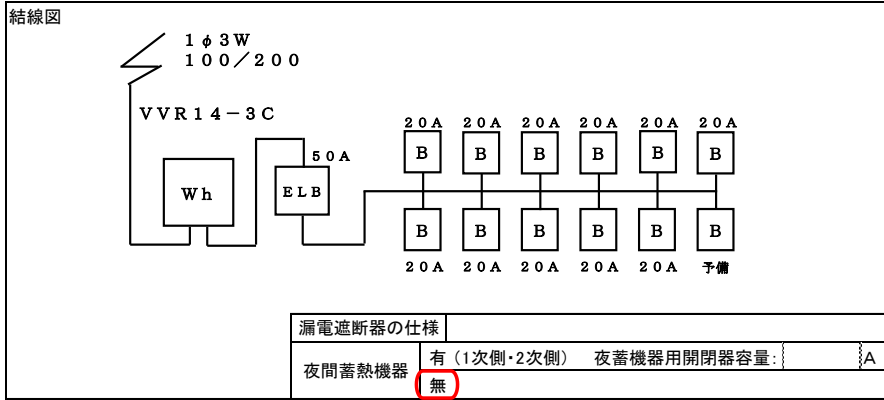 結線図
1φ3W
100/200
VVR14-3C
50A
Wh
ELB
20A 20A 20A 20A 20A 20A
B B B B B B
B B B B B B
20A 20A 20A 20A 20A 予備
漏電遮断器の仕様
夜間蓄熱機器
有(1次側・2次側) 夜蓄機器用開閉器容量: A
無